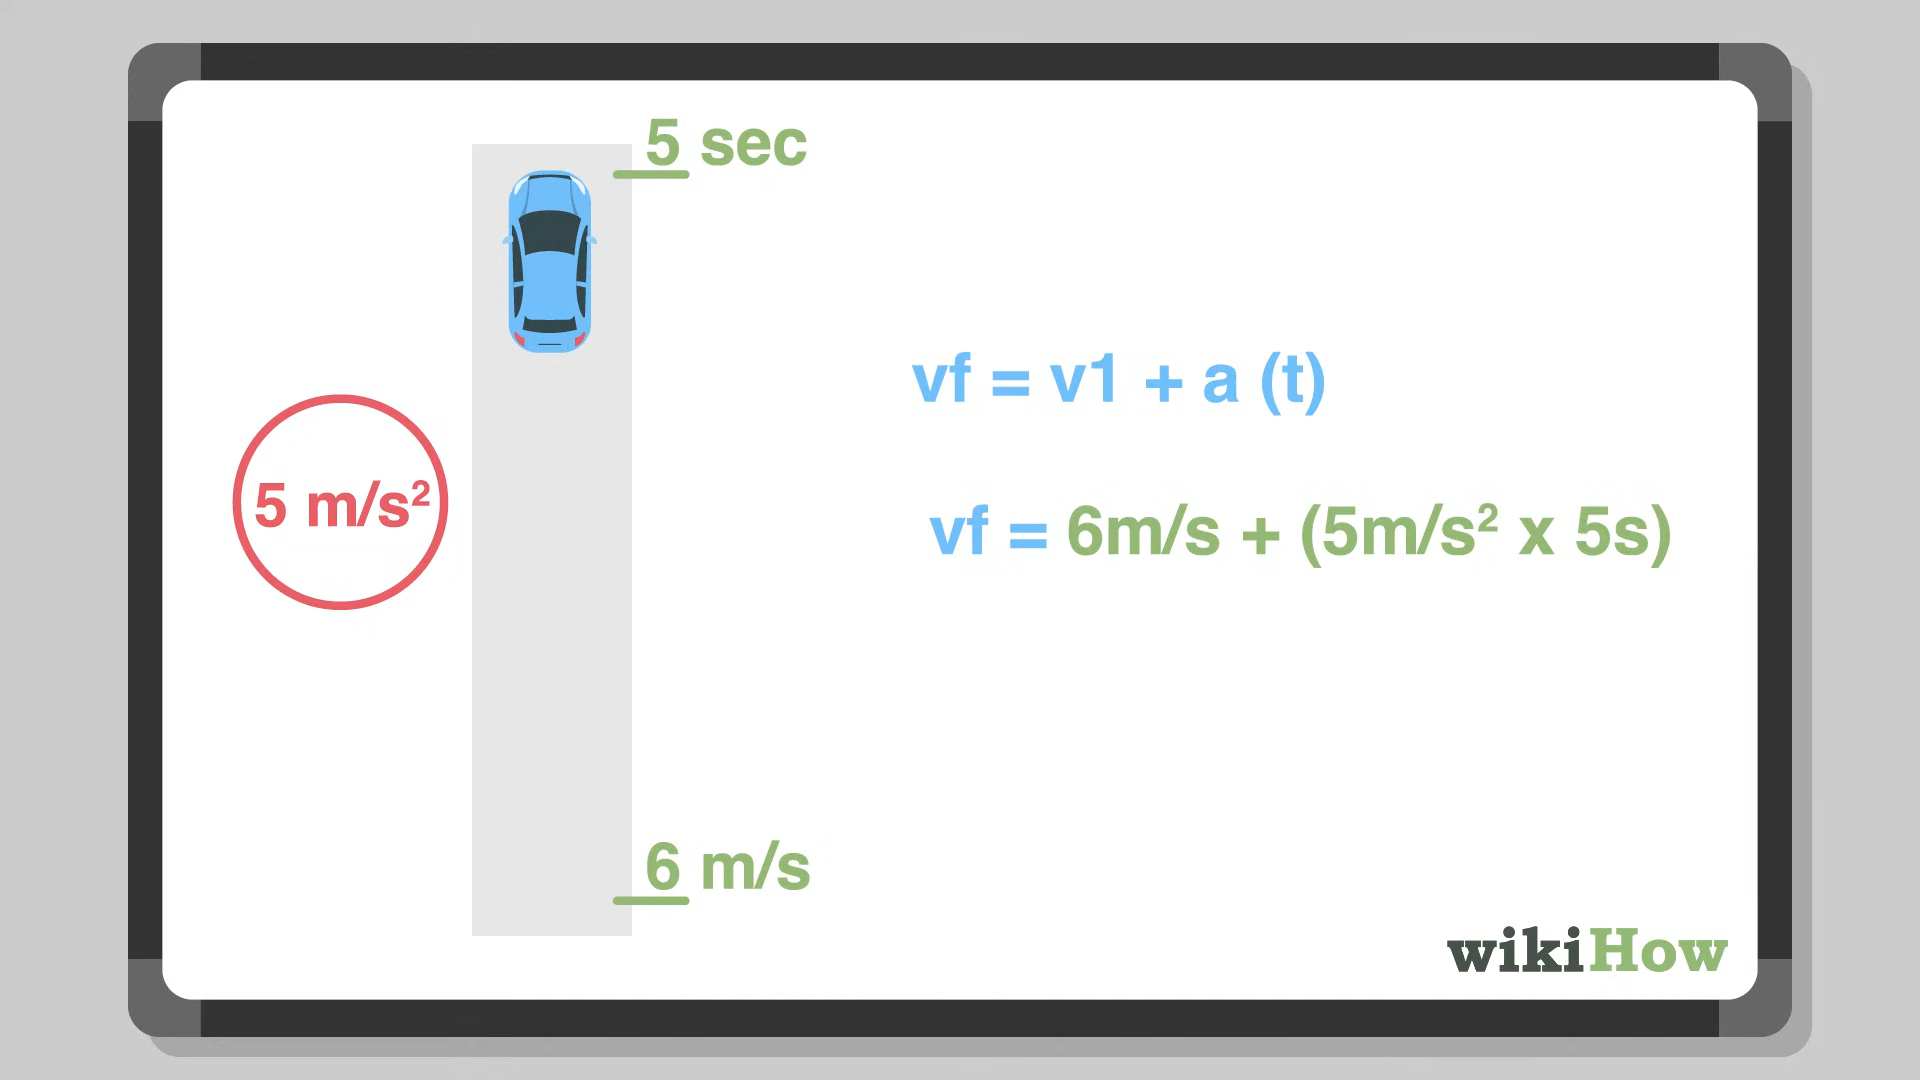 5 sec
vf = v1 + a (t)
5 m/s²
vf = 6m/s + (5m/s² x 5s)
6 m/s
wikiHow